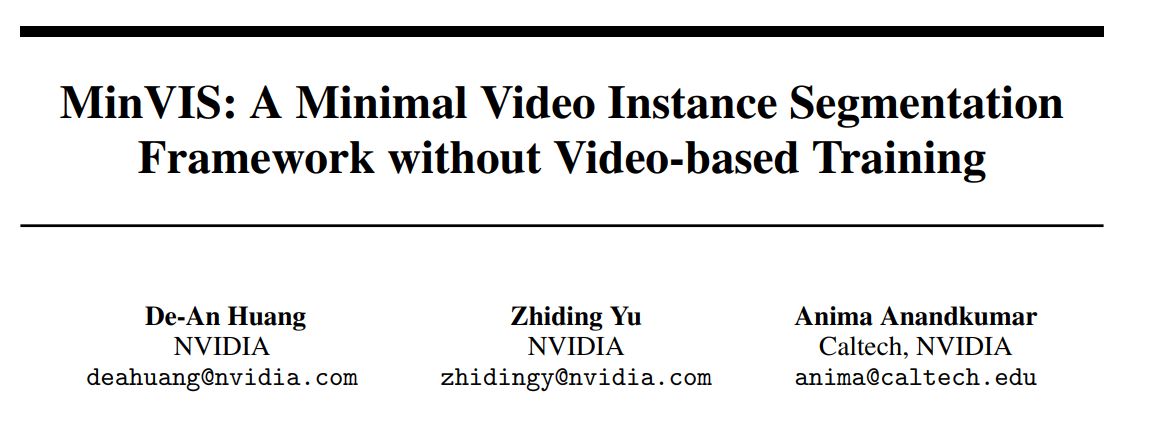 MinVIS: A Minimal Video Instance Segmentation
Framework without Video-based Training
De-An Huang
NVIDIA
deahuang@nvidia.com
Zhiding Yu
NVIDIA
zhidingy@nvidia.com
Anima Anandkumar
Caltech, NVIDIA
anima@caltech.edu